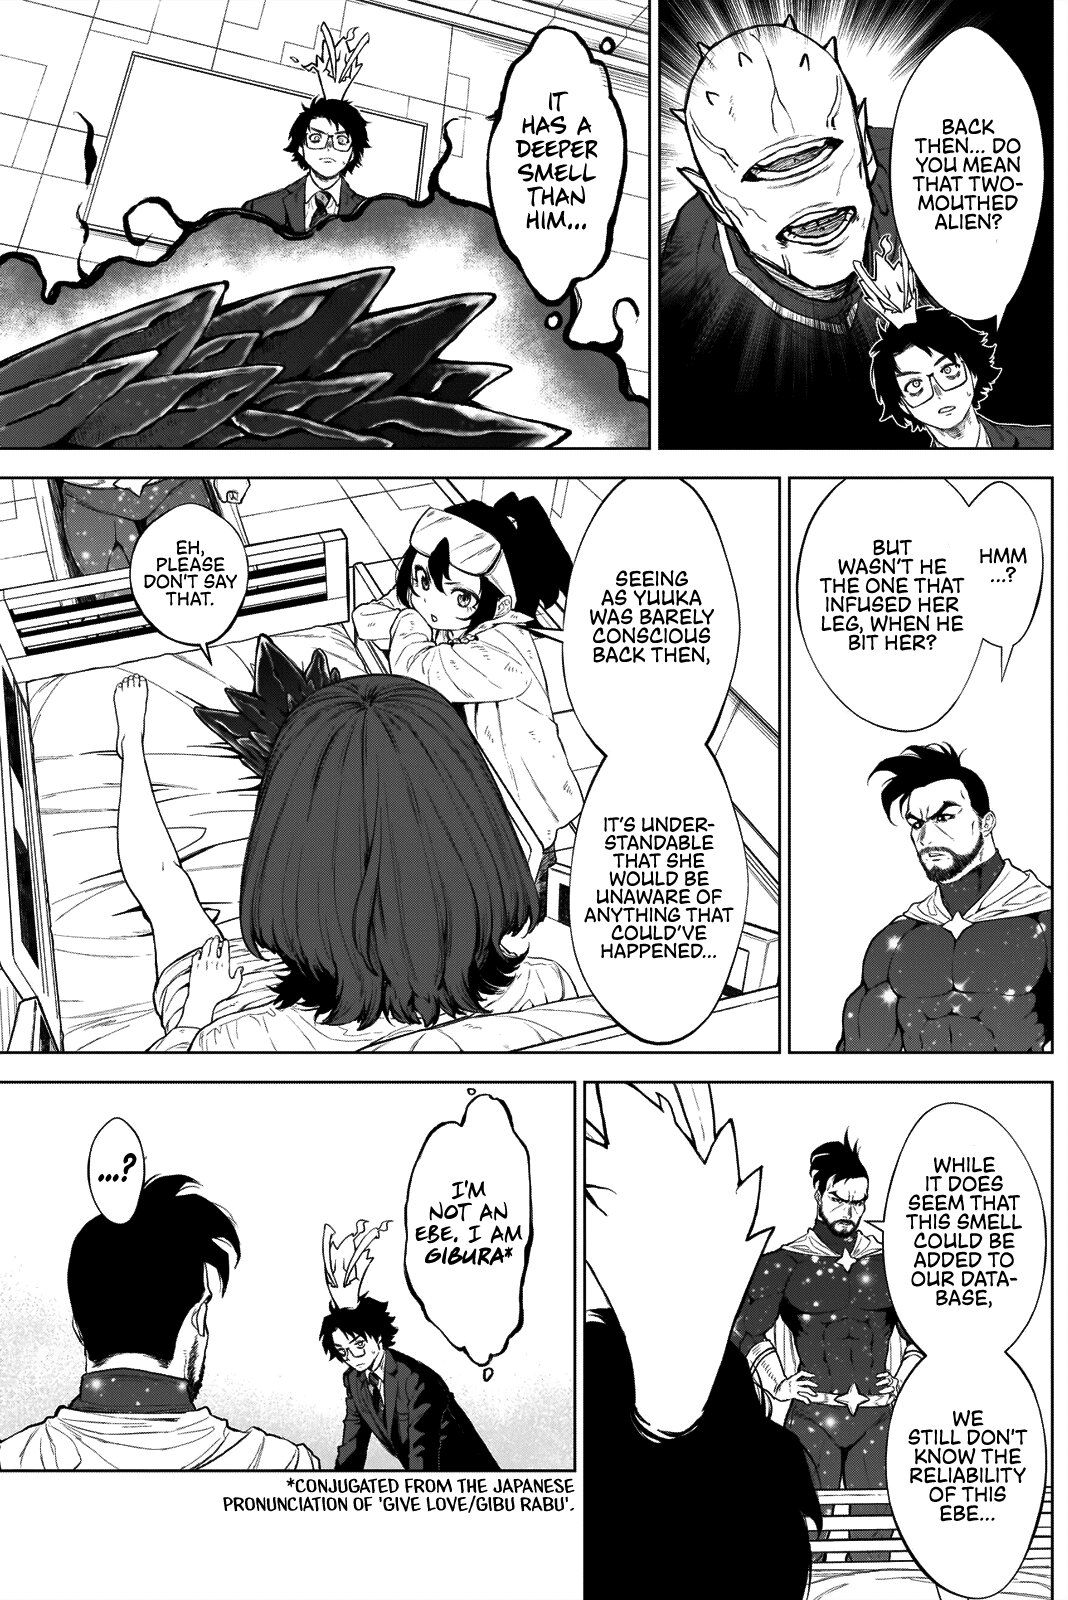 BACK
THEN... DO
YOU MEAN
THAT TWO-
MOUTHED
ALIEN?
IT
HAS A
DEEPER
SMELL
THAN
HIM...
HMM
...?
BUT
WASN'T HE
THE ONE THAT
INFUSED HER
LEG, WHEN HE
BIT HER?
SEEING
AS YUUKA
WAS BARELY
CONSCIOUS
BACK THEN,
IT'S UNDER-
STANDABLE
THAT SHE
WOULD BE
UNAWARE OF
ANYTHING THAT
COULD'VE
HAPPENED...
EH,
PLEASE
DON'T SAY
THAT.
WHILE
IT DOES
SEEM THAT
THIS SMELL
COULD BE
ADDED TO
OUR DATA-
BASE,
WE
STILL DON'T
KNOW THE
RELIABILITY
OF THIS
EBE...
I'M
NOT AN
EBE. I AM
GIBURA*
...?
*CONJUGATED FROM THE JAPANESE
PRONUNCIATION OF 'GIVE LOVE/GIBU RABU'.